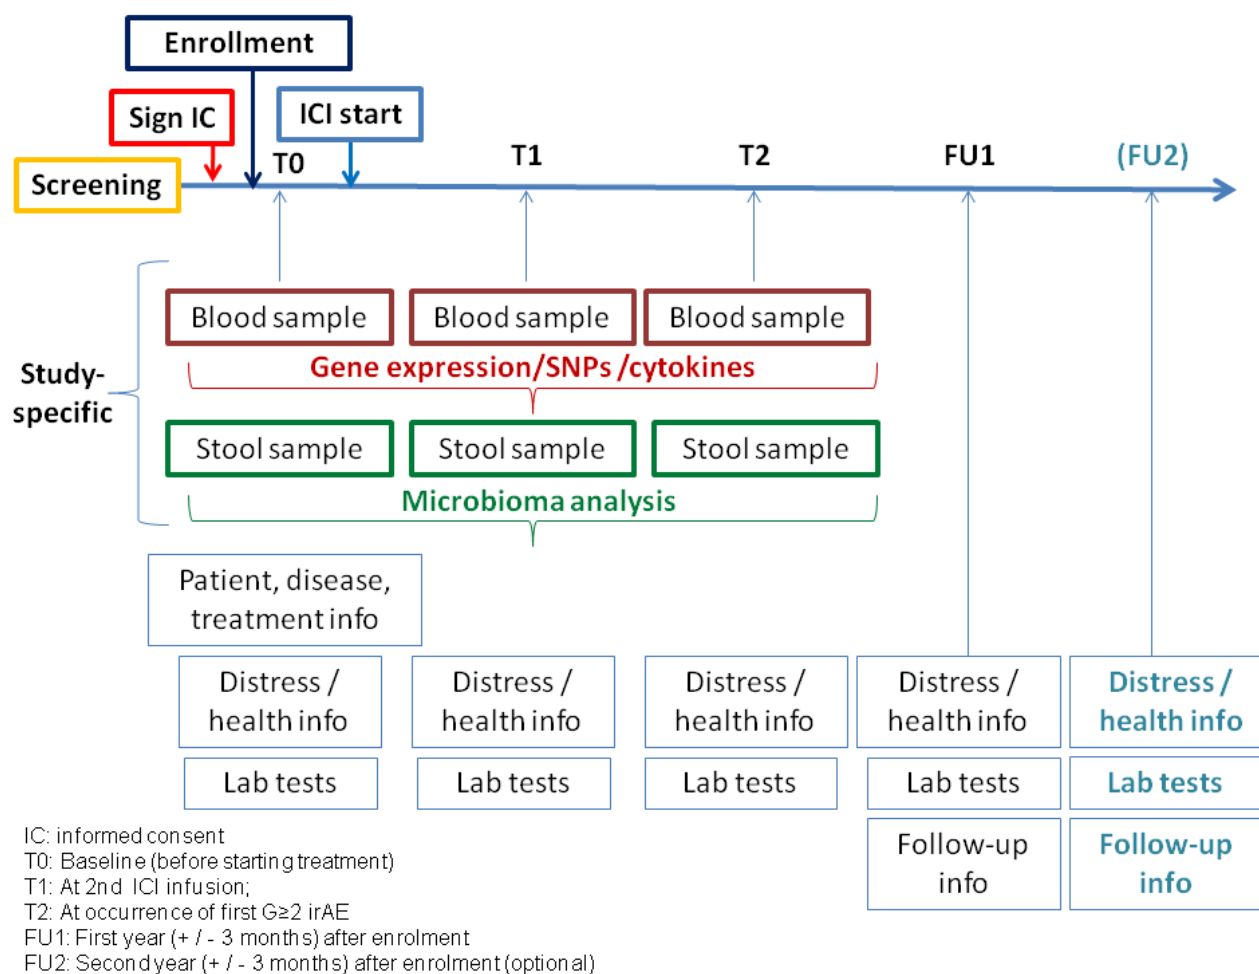 Enrollment
Sign IC
ICI start
Screening
T0
T1
T2
FU1
(FU2)
Study-
specific
Blood sample
Blood sample
Blood sample
Gene expression/SNPs /cytokines
Stool sample
Stool sample
Stool sample
Microbioma analysis
Patient, disease,
treatment info
Distress /
health info
Distress /
health info
Distress /
health info
Distress /
health info
Distress /
health info
Lab tests
Lab tests
Lab tests
Lab tests
Lab tests
Follow-up
info
Follow-up
info
IC: informed consent
T0: Baseline (before starting treatment)
T1: At 2nd ICI infusion;
T2: At occurrence of first G≥2 irAE
FU1: First year (+ / - 3 months) after enrolment
FU2: Second year (+ / - 3 months) after enrolment (optional)